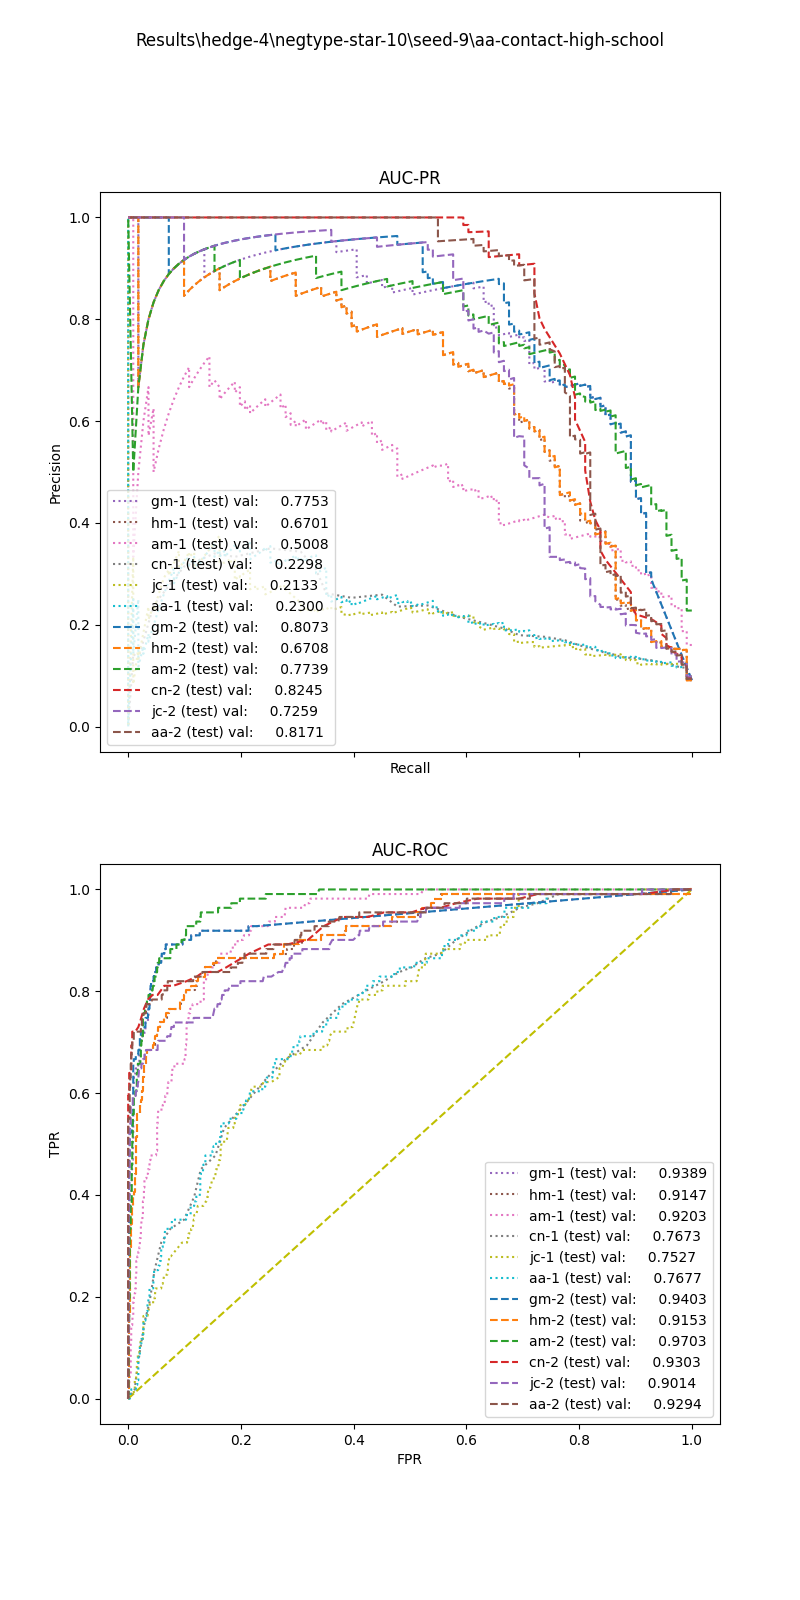 Results\hedge-4\negtype-star-10\seed-9\aa-contact-high-school
AUC-PR
1.0
0.8
0.6
0.4
0.2
0.0
Precision
gm-1 (test) val: 0.7753
hm-1 (test) val: 0.6701
am-1 (test) val: 0.5008
cn-1 (test) val: 0.2298
jc-1 (test) val: 0.2133
aa-1 (test) val: 0.2300
gm-2 (test) val: 0.8073
hm-2 (test) val: 0.6708
am-2 (test) val: 0.7739
cn-2 (test) val: 0.8245
jc-2 (test) val: 0.7259
aa-2 (test) val: 0.8171
Recall
AUC-ROC
1.0
0.8
0.6
0.4
0.2
0.0
TPR
gm-1 (test) val: 0.9389
hm-1 (test) val: 0.9147
am-1 (test) val: 0.9203
cn-1 (test) val: 0.7673
jc-1 (test) val: 0.7527
aa-1 (test) val: 0.7677
gm-2 (test) val: 0.9403
hm-2 (test) val: 0.9153
am-2 (test) val: 0.9703
cn-2 (test) val: 0.9303
jc-2 (test) val: 0.9014
aa-2 (test) val: 0.9294
0.0 0.2 0.4 0.6 0.8 1.0
FPR